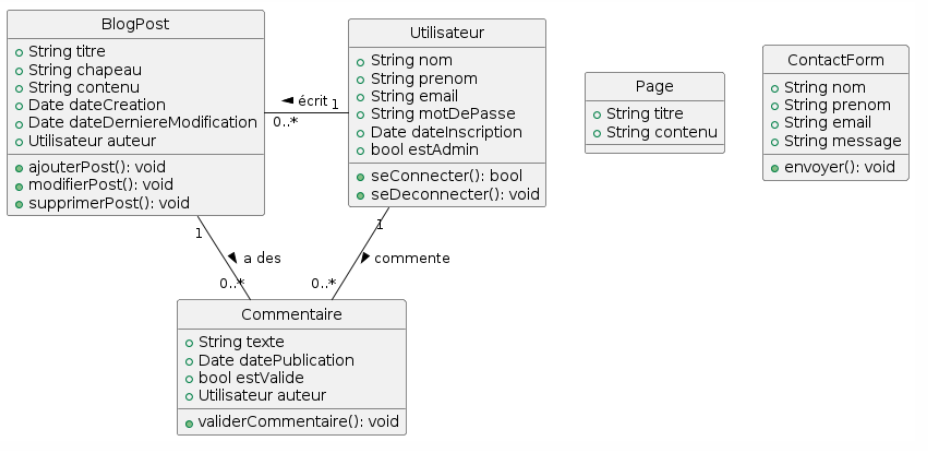 BlogPost
String titre
String chapeau
String contenu
Date dateCreation
Date dateDerniereModification
Utilisateur auteur
ajouterPost(): void
modifierPost(): void
supprimerPost(): void
écrit
1
0..*
Utilisateur
String nom
String prenom
String email
String motDePasse
Date dateInscription
bool estAdmin
seConnecter(): bool
seDeconnecter(): void
Page
String titre
String contenu
ContactForm
String nom
String prenom
String email
String message
envoyer(): void
1
a des
0..*
1
commente
0..*
Commentaire
String texte
Date datePublication
bool estValide
Utilisateur auteur
validerCommentaire(): void